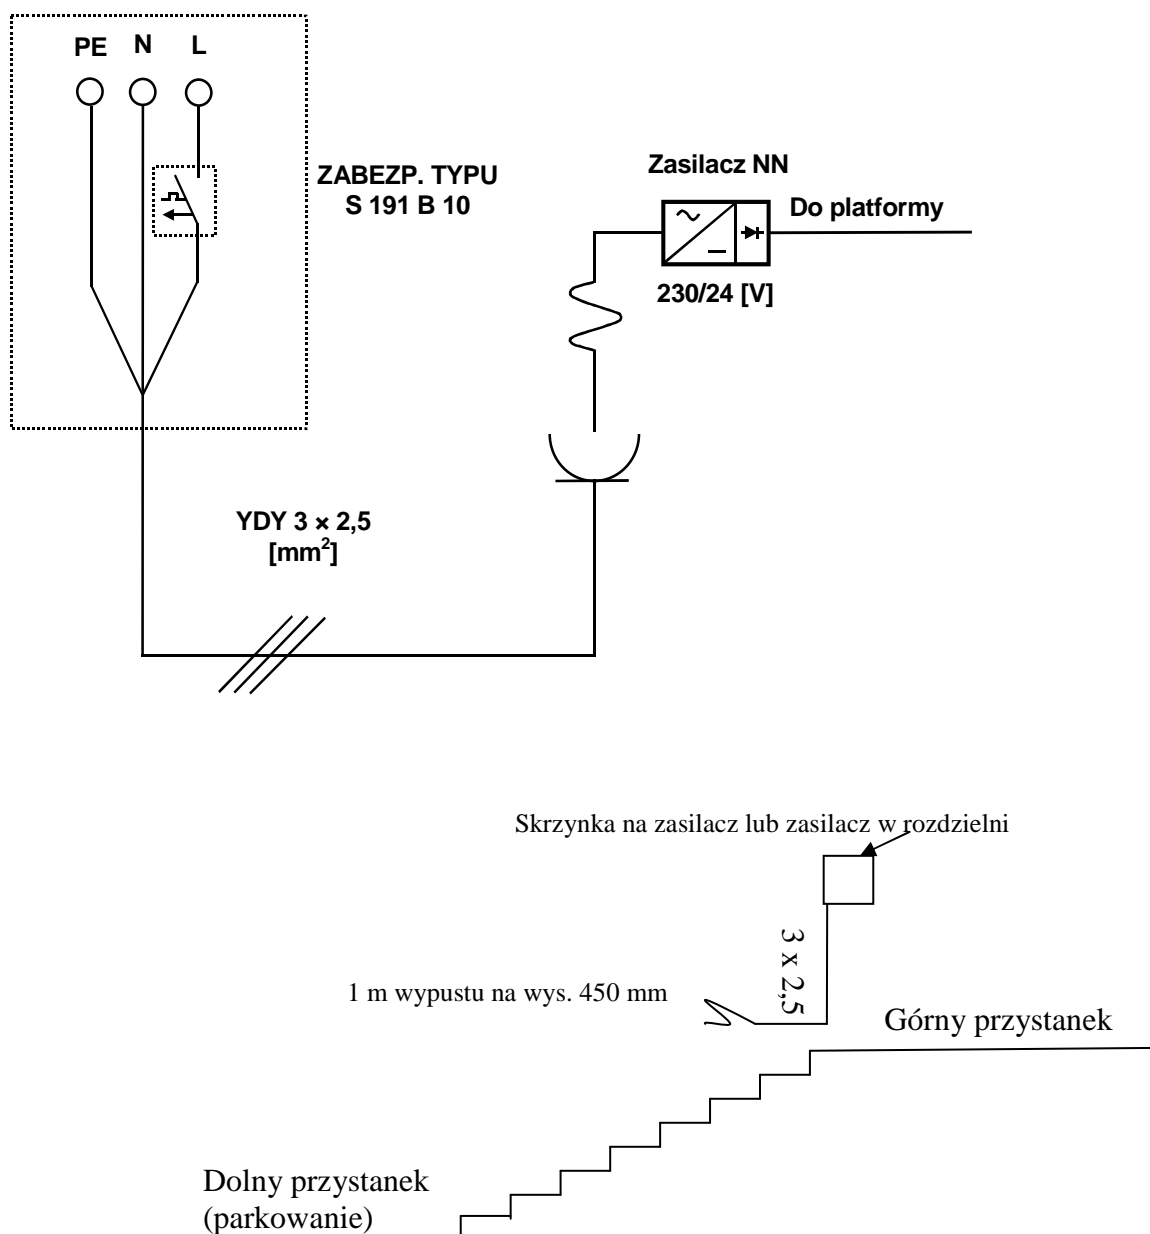 PE N L
ZABEZP. TYPU
S 191 B 10
Zasilacz NN
Do platformy
230/24 [V]
YDY 3 × 2,5
[mm²]
Skrzynka na zasilacz lub zasilacz w rozdzielni
3 x 2,5
1 m wypustu na wys. 450 mm
Górny przystanek
Dolny przystanek
(parkowanie)